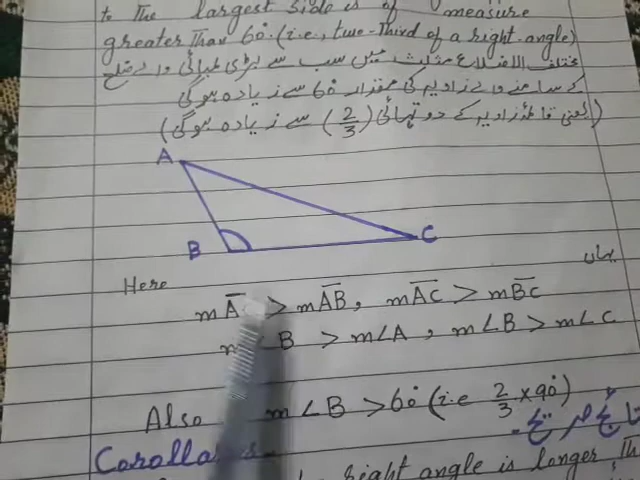 to The largest side is of measure
greater Than 60°. (i.e., two-Third of a right-angle)
مختلف الاضلاع مثلث میں سب سے بڑی لمبائی والے ضلع
کے سامنے والے زاویہ کی مقدار 60 سے زیادہ ہوگی
(یعنی قائمہ زاویہ کے دو تہائی (2/3) سے زیادہ ہوگی)
A
B
C
Here یہاں
mA > mAB, mAC > mBC
B > m∠A, m∠B > m∠C
Also m∠B > 60° (i.e 2/3 × 90°)
Corolla
right angle is longer, Th